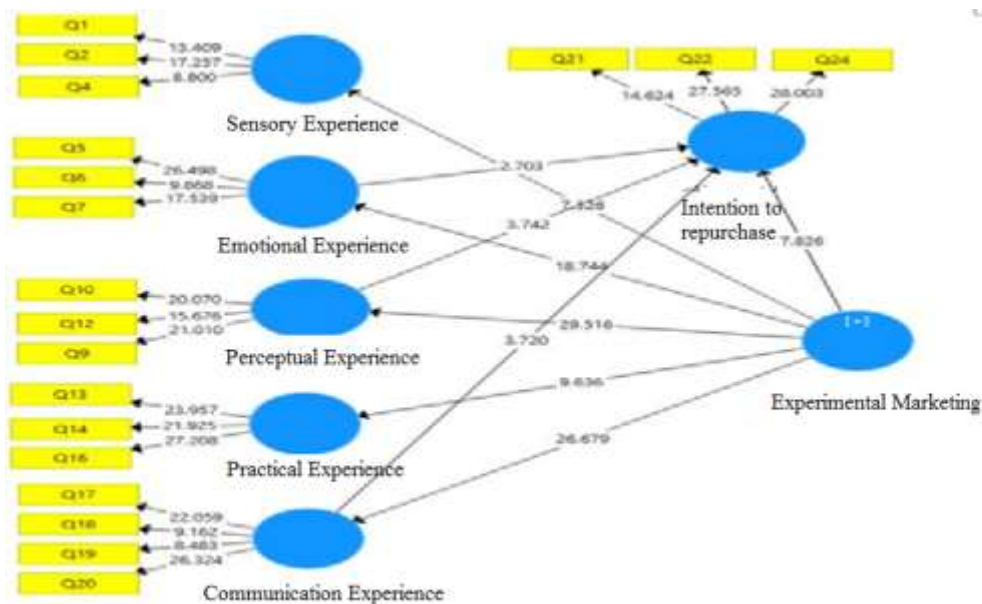 Q1
Q2
Q4
13.409
17.237
8.800
Sensory Experience
Q5
Q6
Q7
26.498
9.868
17.539
Emotional Experience
Q10
Q12
Q9
20.070
15.676
21.010
Perceptual Experience
Q13
Q14
Q16
23.957
21.925
27.208
Practical Experience
Q17
Q18
Q19
Q20
22.059
9.162
8.483
26.324
Communication Experience
Q21
Q22
Q24
14.624
27.565
28.003
Intention to
repurchase
2.703
3.742
3.720
7.826
18.744
29.516
9.636
26.679
[+]
Experimental Marketing